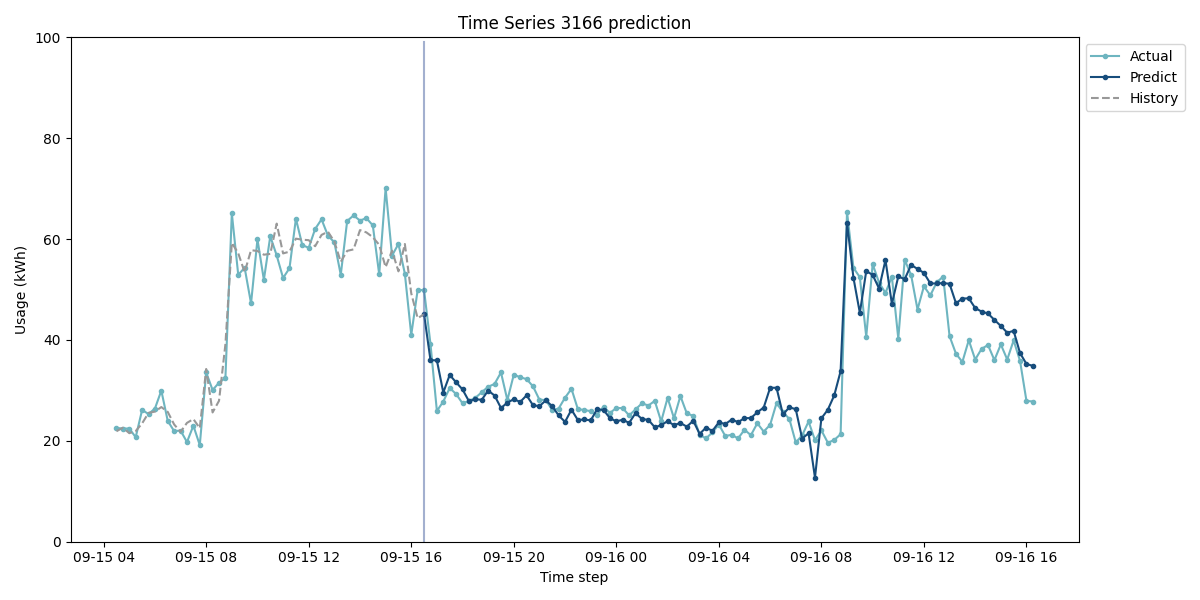 Time Series 3166 prediction
100
80
60
40
20
0
Usage (kWh)
09-15 04
09-15 08
09-15 12
09-15 16
09-15 20
09-16 00
09-16 04
09-16 08
09-16 12
09-16 16
Time step
Actual
Predict
History